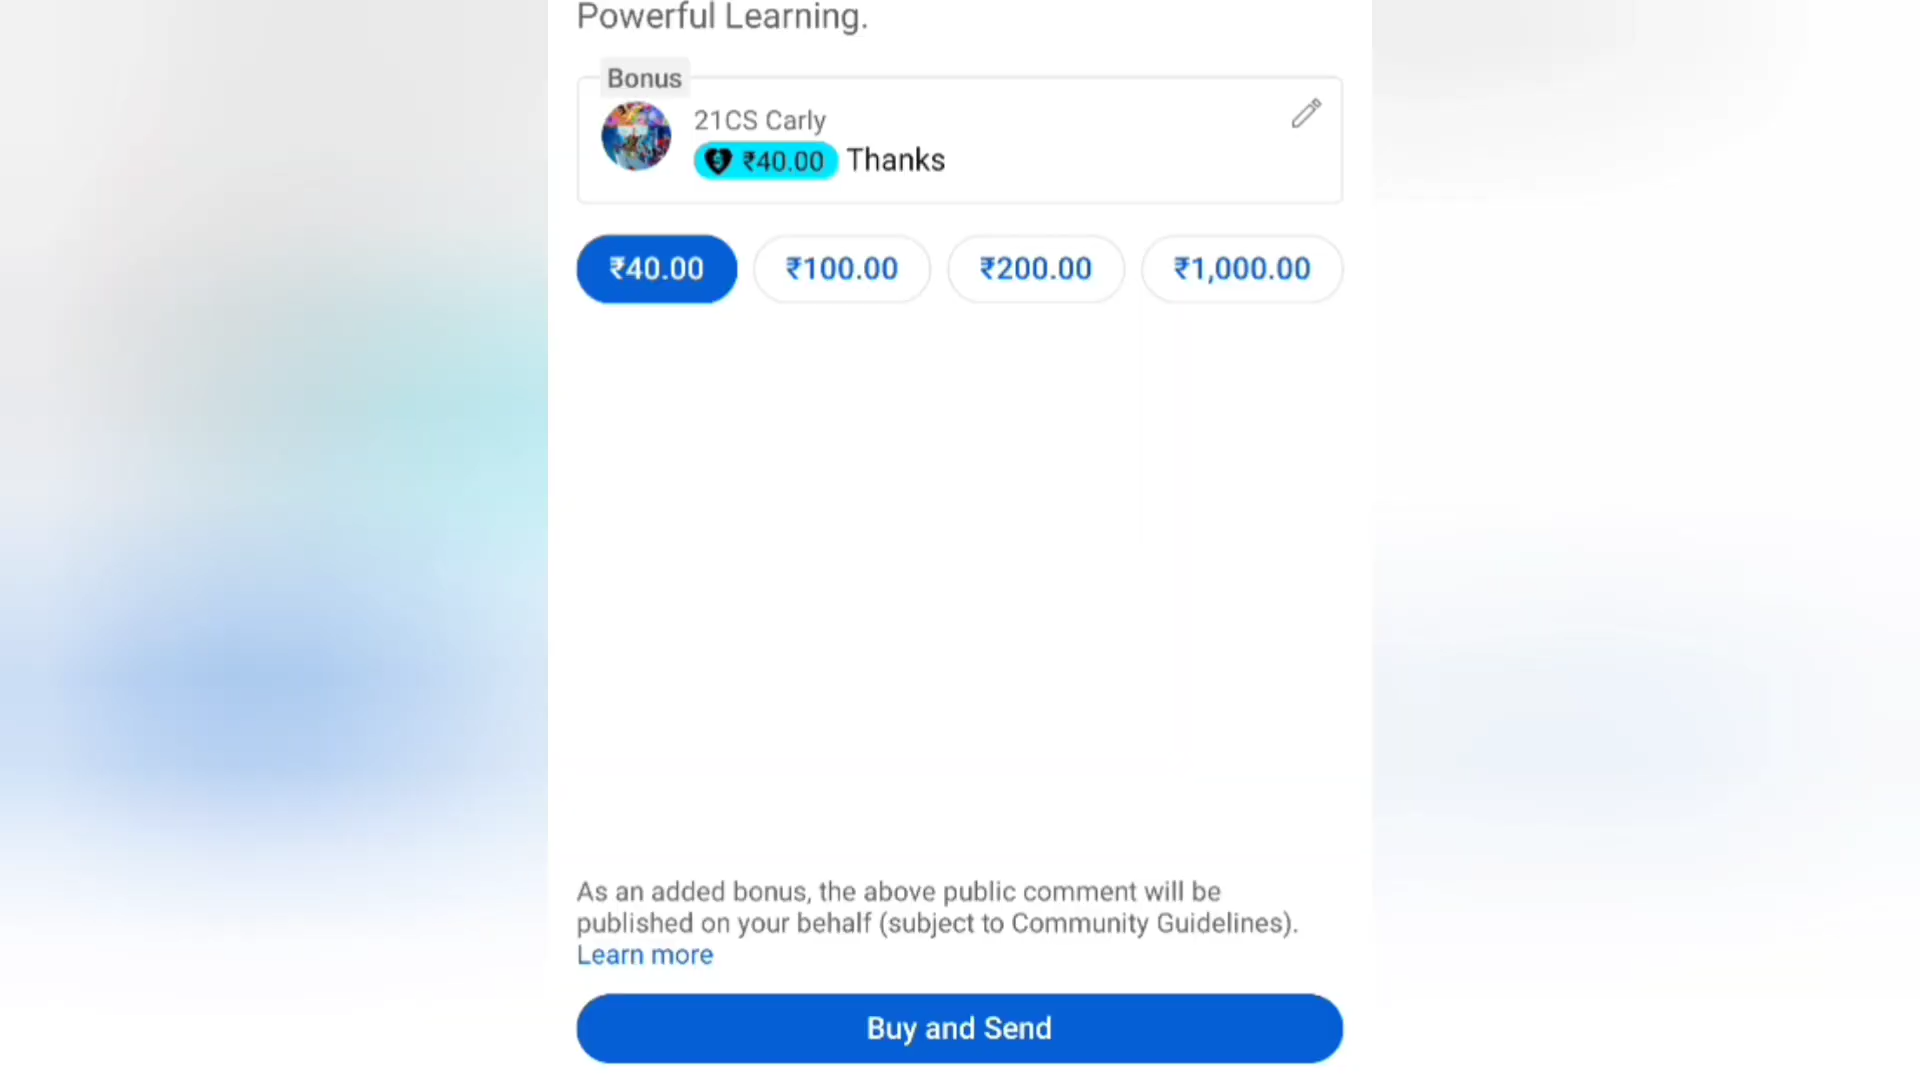 Powerful Learning.
Bonus
21CS Carly
₹40.00 Thanks
₹40.00 ₹100.00 ₹200.00 ₹1,000.00
As an added bonus, the above public comment will be
published on your behalf (subject to Community Guidelines).
Learn more
Buy and Send